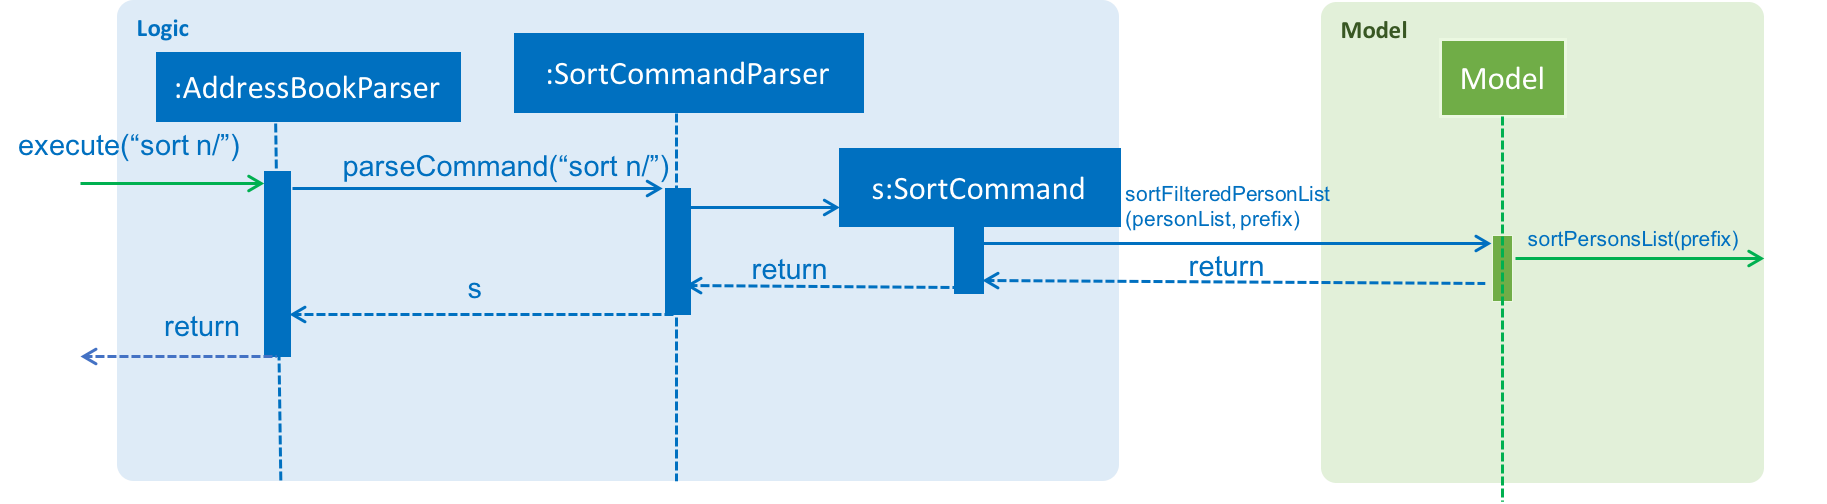 Logic
Model
:AddressBookParser
:SortCommandParser
Model
execute(“sort n/”)
parseCommand(“sort n/”)
s:SortCommand
sortFilteredPersonList
(personList, prefix)
sortPersonsList(prefix)
return
return
s
return